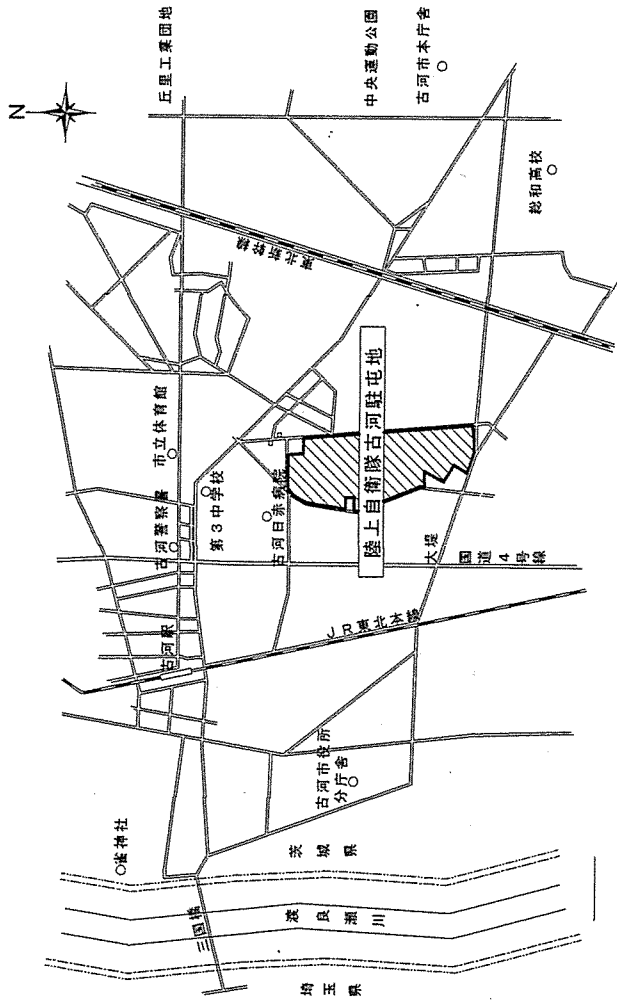 N
丘里工業団地
中央運動公園
古河市本庁舎
総和高校
東北新幹線
市立体育館
古河警察署
第3中学校
古河日赤病院
陸上自衛隊古河駐屯地
大堤
国道4号線
古河駅
JR東北本線
古河市役所
分庁舎
雀神社
三国橋
茨城県
渡良瀬川
埼玉県